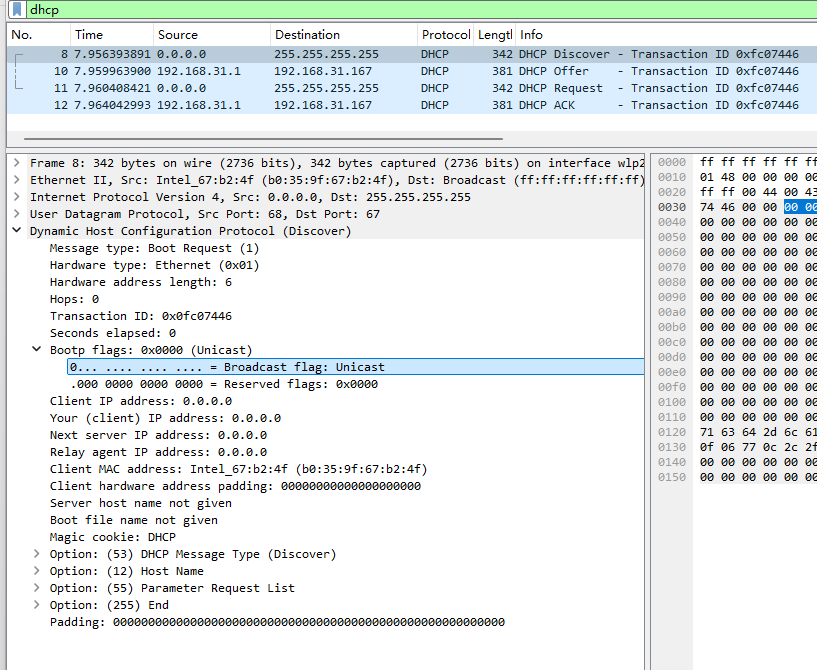 dhcp
No. Time Source Destination Protocol Lengtl Info
8 7.956393891 0.0.0.0 255.255.255.255 DHCP 342 DHCP Discover - Transaction ID 0xfc07446
10 7.959963900 192.168.31.1 192.168.31.167 DHCP 381 DHCP Offer - Transaction ID 0xfc07446
11 7.960408421 0.0.0.0 255.255.255.255 DHCP 342 DHCP Request - Transaction ID 0xfc07446
12 7.964042993 192.168.31.1 192.168.31.167 DHCP 381 DHCP ACK - Transaction ID 0xfc07446
Frame 8: 342 bytes on wire (2736 bits), 342 bytes captured (2736 bits) on interface wlp2
Ethernet II, Src: Intel_67:b2:4f (b0:35:9f:67:b2:4f), Dst: Broadcast (ff:ff:ff:ff:ff:ff)
Internet Protocol Version 4, Src: 0.0.0.0, Dst: 255.255.255.255
User Datagram Protocol, Src Port: 68, Dst Port: 67
Dynamic Host Configuration Protocol (Discover)
Message type: Boot Request (1)
Hardware type: Ethernet (0x01)
Hardware address length: 6
Hops: 0
Transaction ID: 0x0fc07446
Seconds elapsed: 0
Bootp flags: 0x0000 (Unicast)
0... .... .... .... = Broadcast flag: Unicast
.000 0000 0000 0000 = Reserved flags: 0x0000
Client IP address: 0.0.0.0
Your (client) IP address: 0.0.0.0
Next server IP address: 0.0.0.0
Relay agent IP address: 0.0.0.0
Client MAC address: Intel_67:b2:4f (b0:35:9f:67:b2:4f)
Client hardware address padding: 00000000000000000000
Server host name not given
Boot file name not given
Magic cookie: DHCP
Option: (53) DHCP Message Type (Discover)
Option: (12) Host Name
Option: (55) Parameter Request List
Option: (255) End
Padding: 00000000000000000000000000000000000000000000000000000000
0000 ff ff ff ff ff ff
0010 01 48 00 00 00 00
0020 ff ff 00 44 00 43
0030 74 46 00 00 00 00
0040 00 00 00 00 00 00
0050 00 00 00 00 00 00
0060 00 00 00 00 00 00
0070 00 00 00 00 00 00
0080 00 00 00 00 00 00
0090 00 00 00 00 00 00
00a0 00 00 00 00 00 00
00b0 00 00 00 00 00 00
00c0 00 00 00 00 00 00
00d0 00 00 00 00 00 00
00e0 00 00 00 00 00 00
00f0 00 00 00 00 00 00
0100 00 00 00 00 00 00
0110 00 00 00 00 00 00
0120 71 63 64 2d 6c 61
0130 0f 06 77 0c 2c 2f
0140 00 00 00 00 00 00
0150 00 00 00 00 00 00